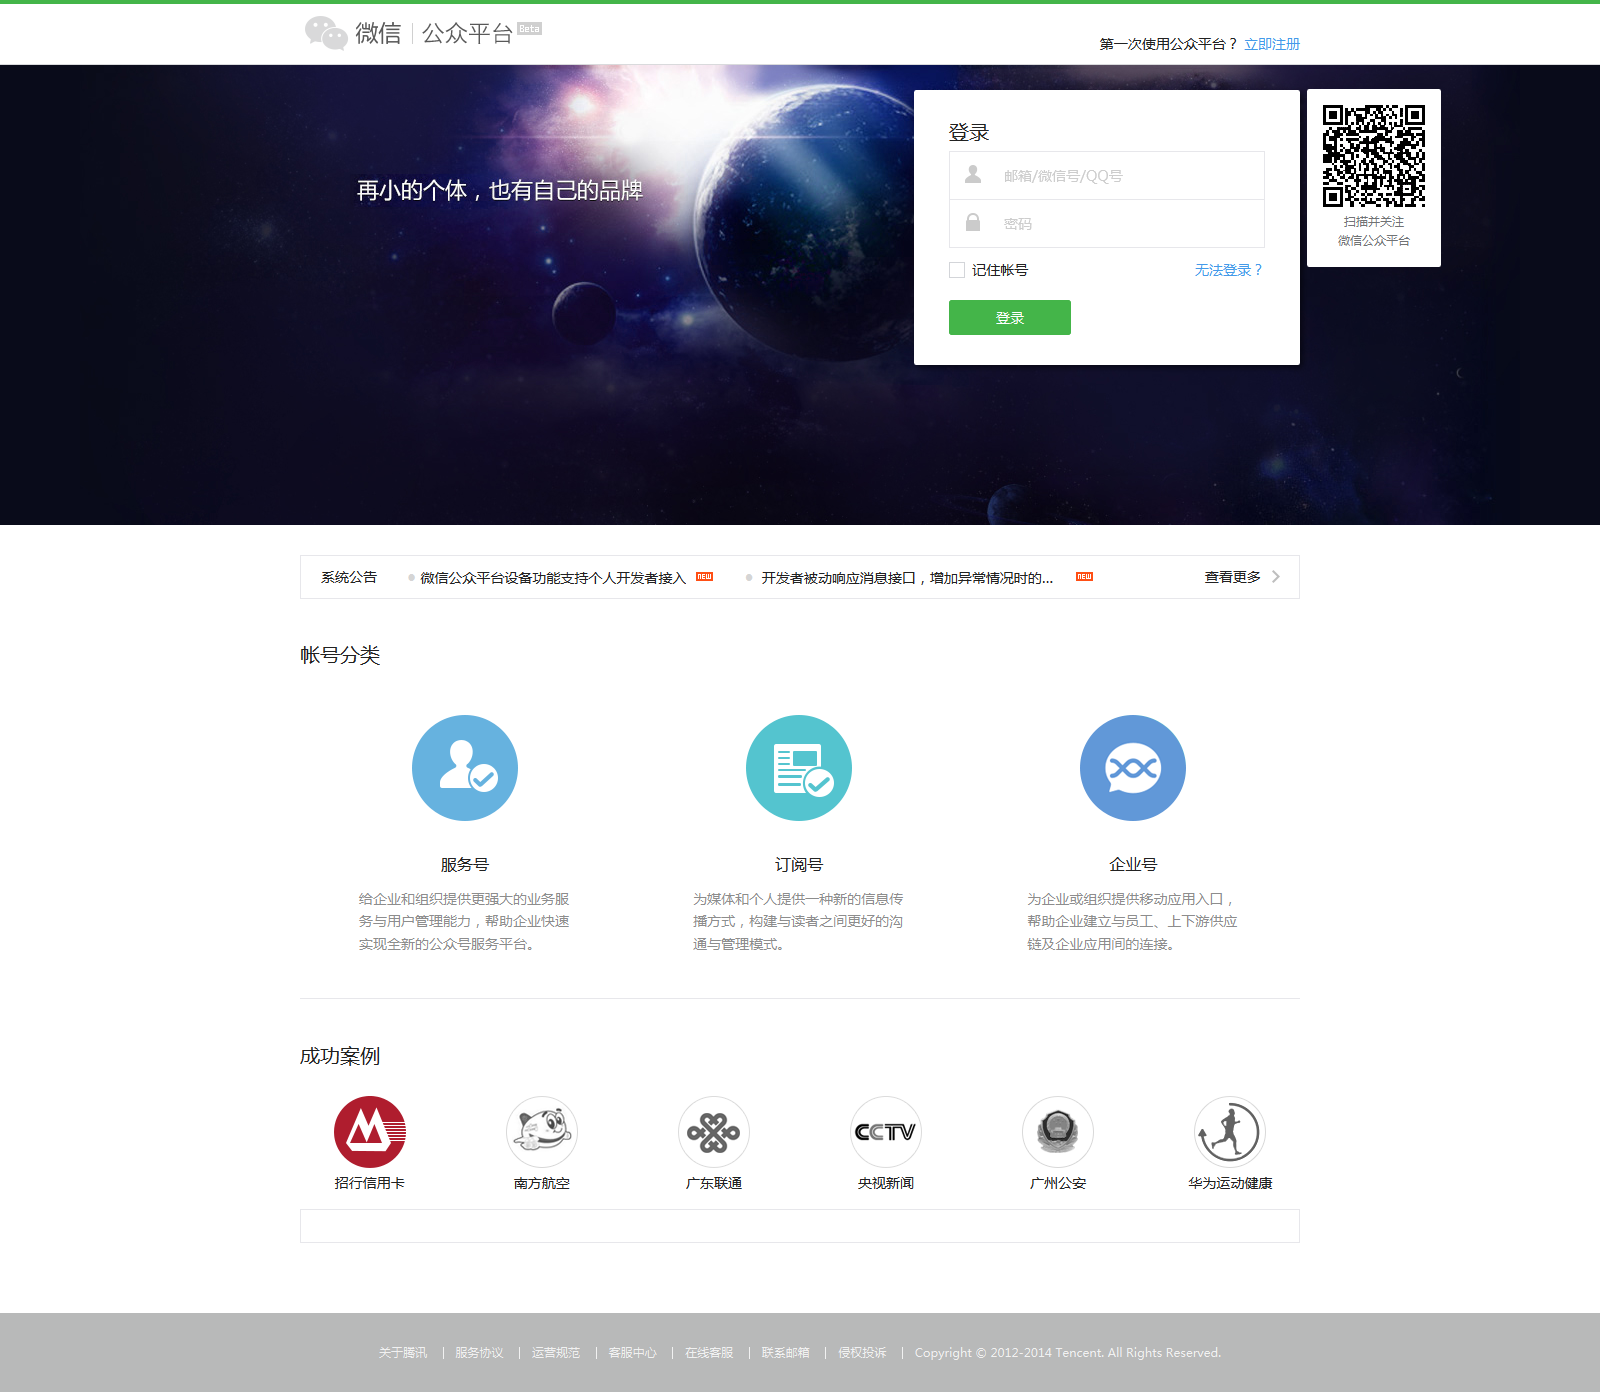 微信 公众平台 Beta
第一次使用公众平台？ 立即注册
再小的个体，也有自己的品牌
登录
邮箱/微信号/QQ号
密码
记住帐号 无法登录？
登录
扫描并关注
微信公众平台
系统公告 微信公众平台设备功能支持个人开发者接入 NEW 开发者被动响应消息接口，增加异常情况时的... NEW 查看更多
帐号分类
服务号
给企业和组织提供更强大的业务服
务与用户管理能力，帮助企业快速
实现全新的公众号服务平台。
订阅号
为媒体和个人提供一种新的信息传
播方式，构建与读者之间更好的沟
通与管理模式。
企业号
为企业或组织提供移动应用入口，
帮助企业建立与员工、上下游供应
链及企业应用间的连接。
成功案例
CCTV
招行信用卡 南方航空 广东联通 央视新闻 广州公安 华为运动健康
关于腾讯 | 服务协议 | 运营规范 | 客服中心 | 在线客服 | 联系邮箱 | 侵权投诉 | Copyright © 2012-2014 Tencent. All Rights Reserved.